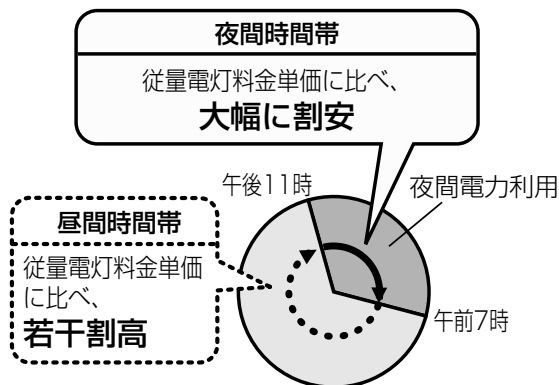 夜間時間帯
従量電灯料金単価に比べ、
大幅に割安
午後11時
夜間電力利用
昼間時間帯
従量電灯料金単価
に比べ、
若干割高
午前7時